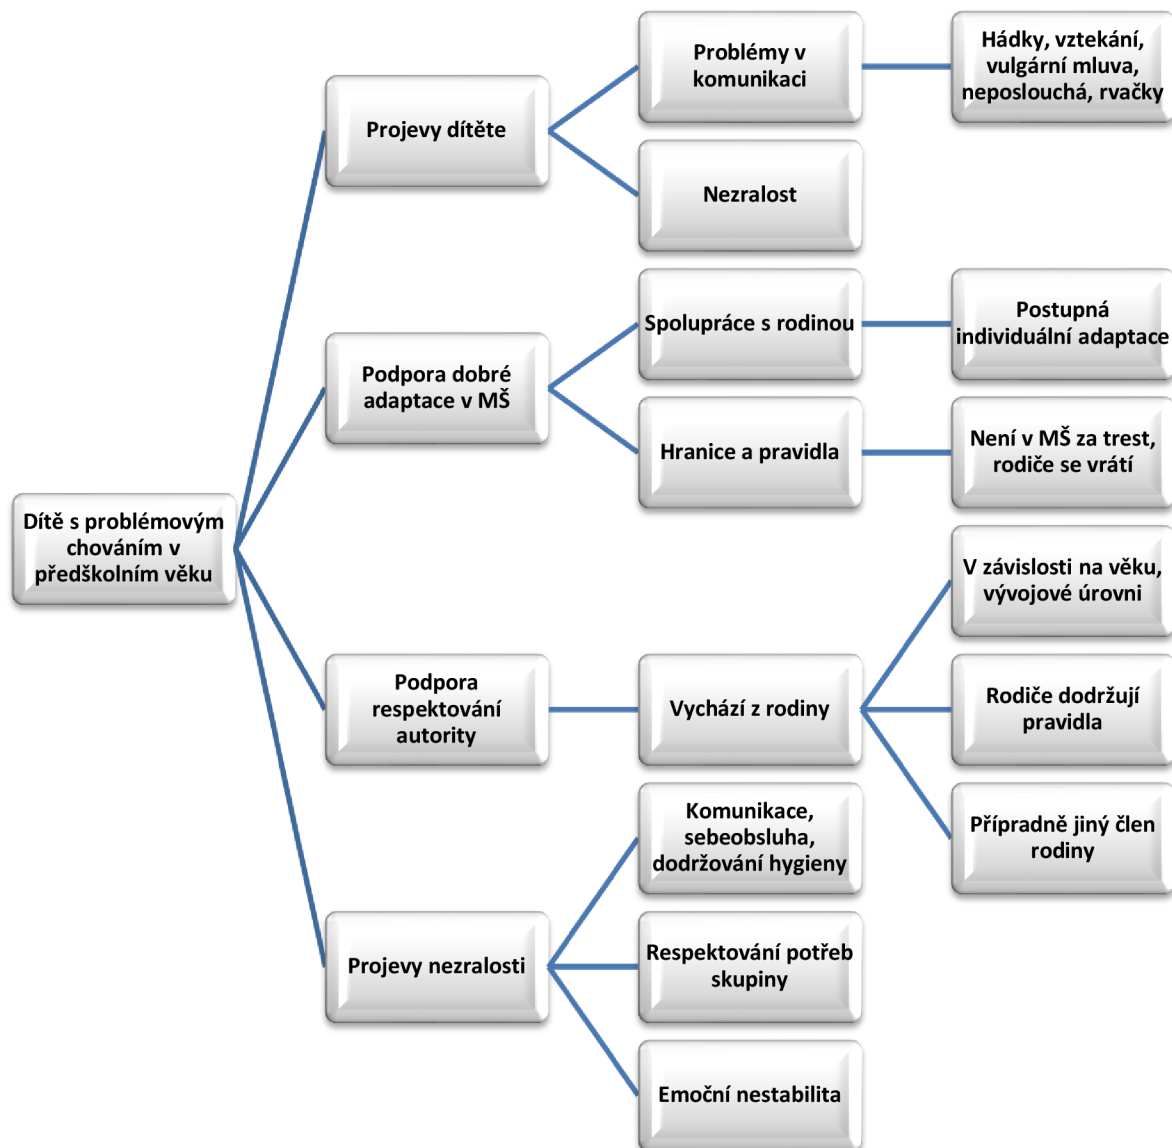 Dítě s problémovým
chováním v
předškolním věku
Projevy dítěte
Problémy v
komunikaci
Hádky, vztekání,
vulgární mluva,
neposlouchá, rvačky
Nezralost
Podpora dobré
adaptace v MŠ
Spolupráce s rodinou
Postupná
individuální adaptace
Hranice a pravidla
Není v MŠ za trest,
rodiče se vrátí
Podpora
respektování
autority
Vychází z rodiny
V závislosti na věku,
vývojové úrovni
Rodiče dodržují
pravidla
Přípradně jiný člen
rodiny
Projevy nezralosti
Komunikace,
sebeobsluha,
dodržování hygieny
Respektování potřeb
skupiny
Emoční nestabilita